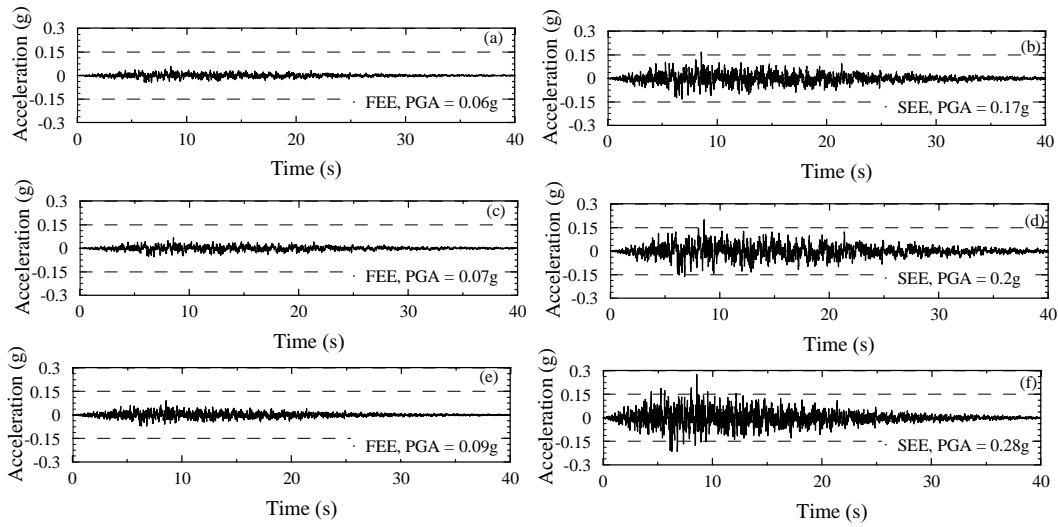 Acceleration (g)
0.3
0.15
0
-0.15
-0.3
(a)
FEE, PGA = 0.06g
0
10
20
30
40
Time (s)
Acceleration (g)
0.3
0.15
0
-0.15
-0.3
(b)
SEE, PGA = 0.17g
0
10
20
30
40
Time (s)
Acceleration (g)
0.3
0.15
0
-0.15
-0.3
(c)
FEE, PGA = 0.07g
0
10
20
30
40
Time (s)
Acceleration (g)
0.3
0.15
0
-0.15
-0.3
(d)
SEE, PGA = 0.2g
0
10
20
30
40
Time (s)
Acceleration (g)
0.3
0.15
0
-0.15
-0.3
(e)
FEE, PGA = 0.09g
0
10
20
30
40
Time (s)
Acceleration (g)
0.3
0.15
0
-0.15
-0.3
(f)
SEE, PGA = 0.28g
0
10
20
30
40
Time (s)